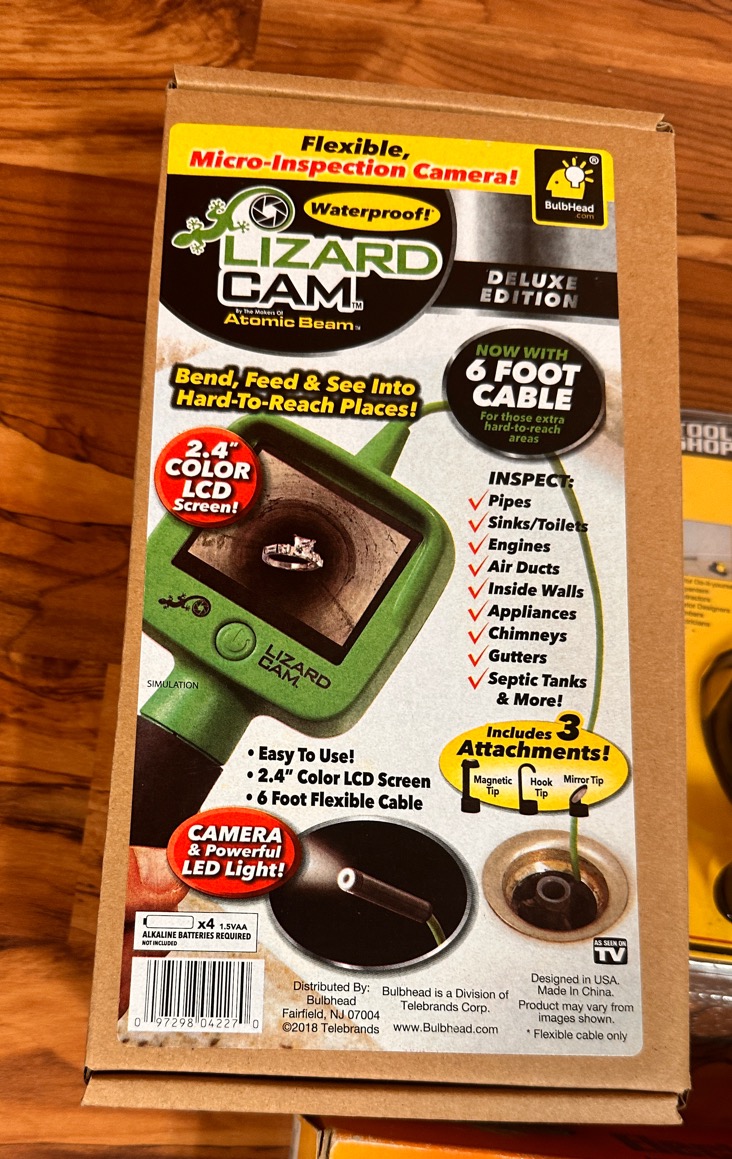 Flexible,
Micro-Inspection Camera!
®
BulbHead
.com
Waterproof!*
LIZARD
CAM™
By The Makers Of
Atomic Beam™
DELUXE
EDITION
NOW WITH
6 FOOT
CABLE
For those extra
hard-to-reach
areas
Bend, Feed & See Into
Hard-To-Reach Places!
2.4"
COLOR
LCD
Screen!
INSPECT:
Pipes
Sinks/Toilets
Engines
Air Ducts
Inside Walls
Appliances
Chimneys
Gutters
Septic Tanks
& More!
LIZARD
CAM™
SIMULATION
Includes 3
Attachments!
Magnetic
Tip
Hook
Tip
Mirror Tip
• Easy To Use!
• 2.4" Color LCD Screen
• 6 Foot Flexible Cable
CAMERA
& Powerful
LED Light!
x4 1.5VAA
ALKALINE BATTERIES REQUIRED
NOT INCLUDED
0 97298 04227 0
Distributed By:
Bulbhead
Fairfield, NJ 07004
©2018 Telebrands
Bulbhead is a Division of
Telebrands Corp.
www.Bulbhead.com
AS SEEN ON
TV
Designed in USA.
Made In China.
Product may vary from
images shown.
* Flexible cable only
TOOL
SHOP